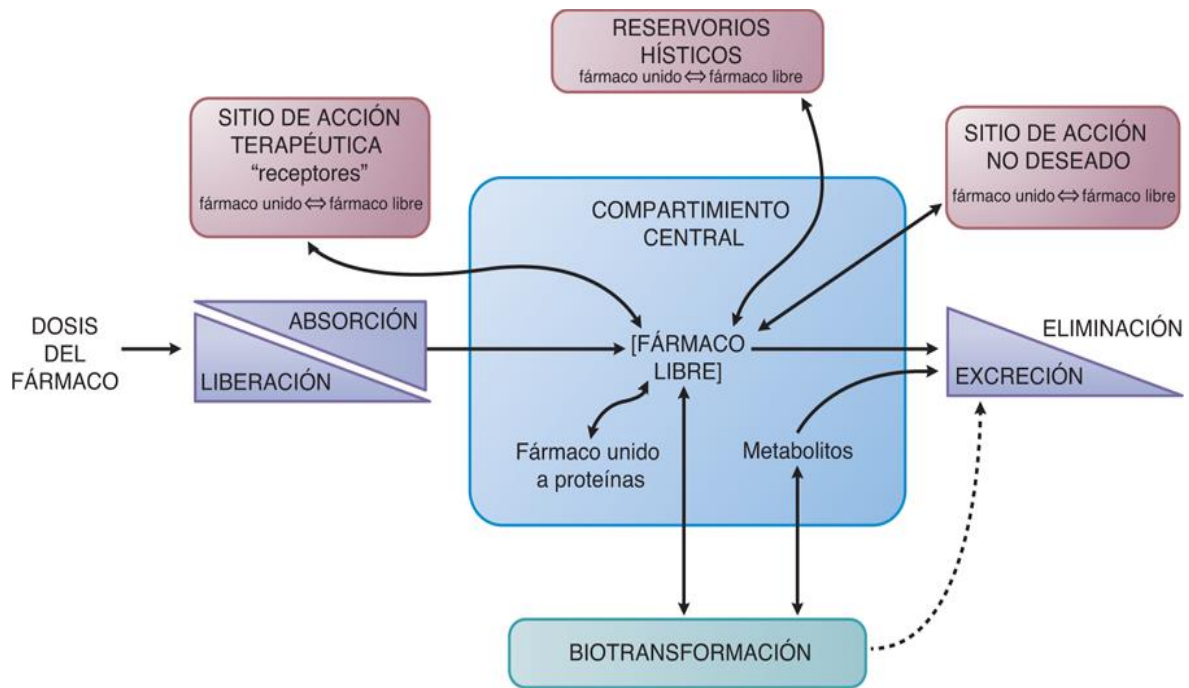 RESERVORIOS
HÍSTICOS
fármaco unido ⇔ fármaco libre
SITIO DE ACCIÓN
TERAPÉUTICA
“receptores”
fármaco unido ⇔ fármaco libre
SITIO DE ACCIÓN
NO DESEADO
fármaco unido ⇔ fármaco libre
COMPARTIMIENTO
CENTRAL
DOSIS
DEL
FÁRMACO
ABSORCIÓN
LIBERACIÓN
[FÁRMACO
LIBRE]
ELIMINACIÓN
EXCRECIÓN
Fármaco unido
a proteínas
Metabolitos
BIOTRANSFORMACIÓN